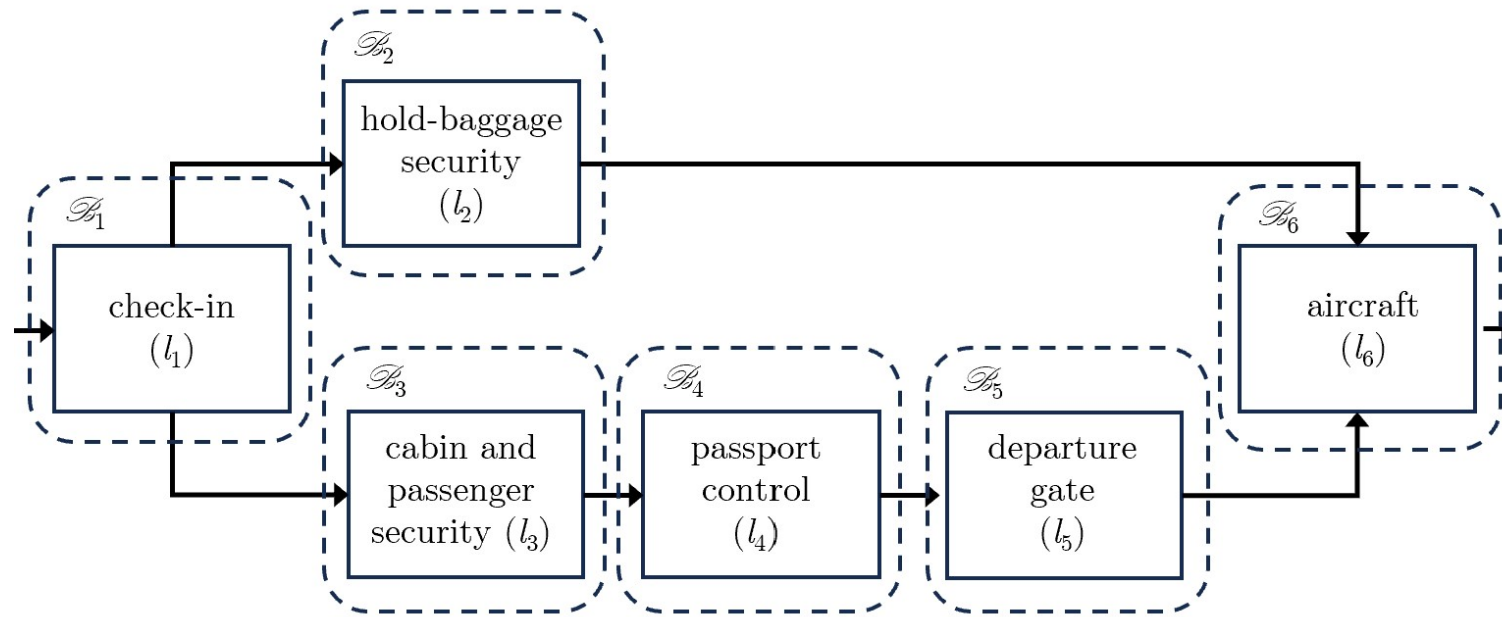 ℬ₁
check-in
(l₁)
ℬ₂
hold-baggage
security
(l₂)
ℬ₃
cabin and
passenger
security (l₃)
ℬ₄
passport
control
(l₄)
ℬ₅
departure
gate
(l₅)
ℬ₆
aircraft
(l₆)